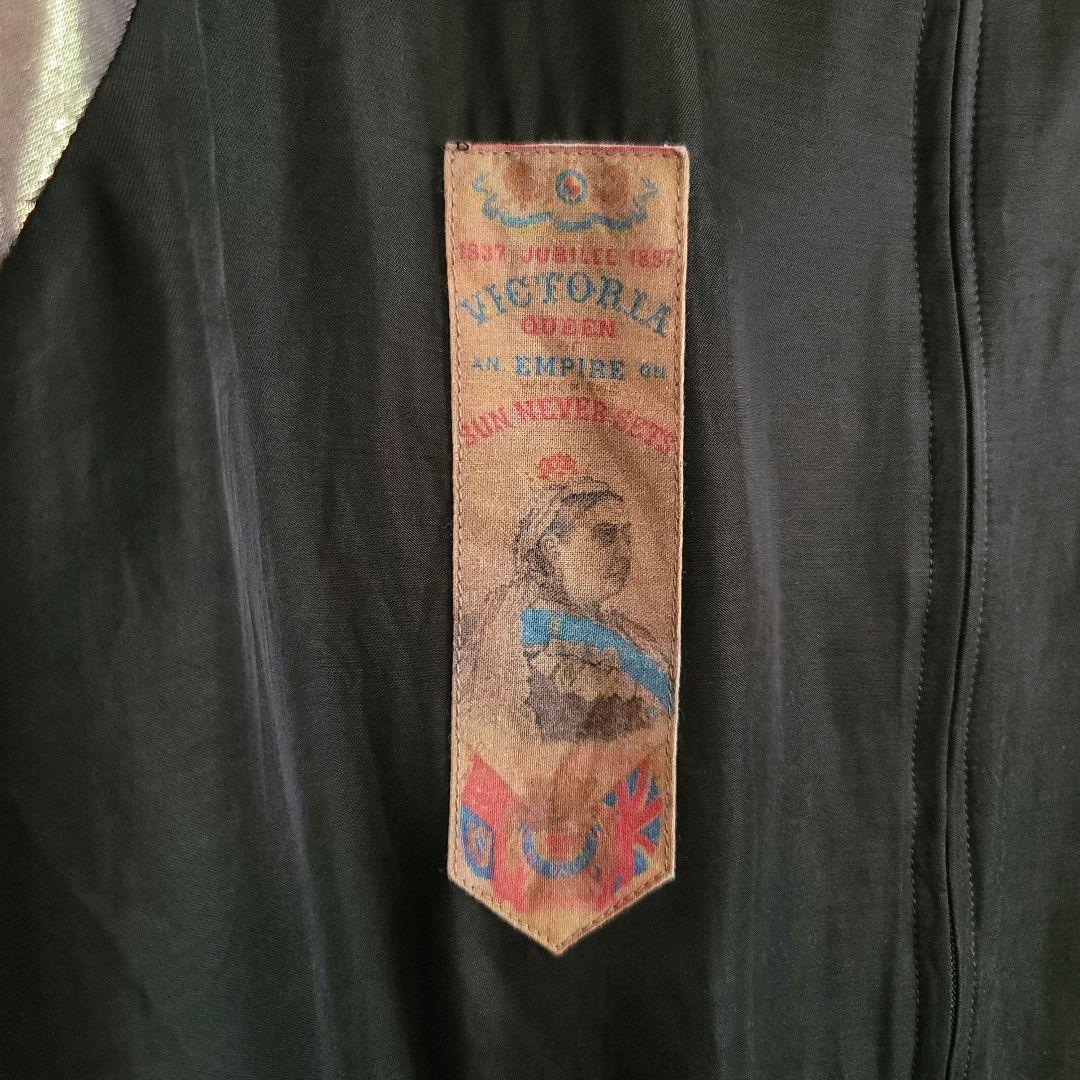 1837 JUBILEE 1887
VICTORIA
QUEEN
AN EMPIRE ON
SUN NEVER SETS